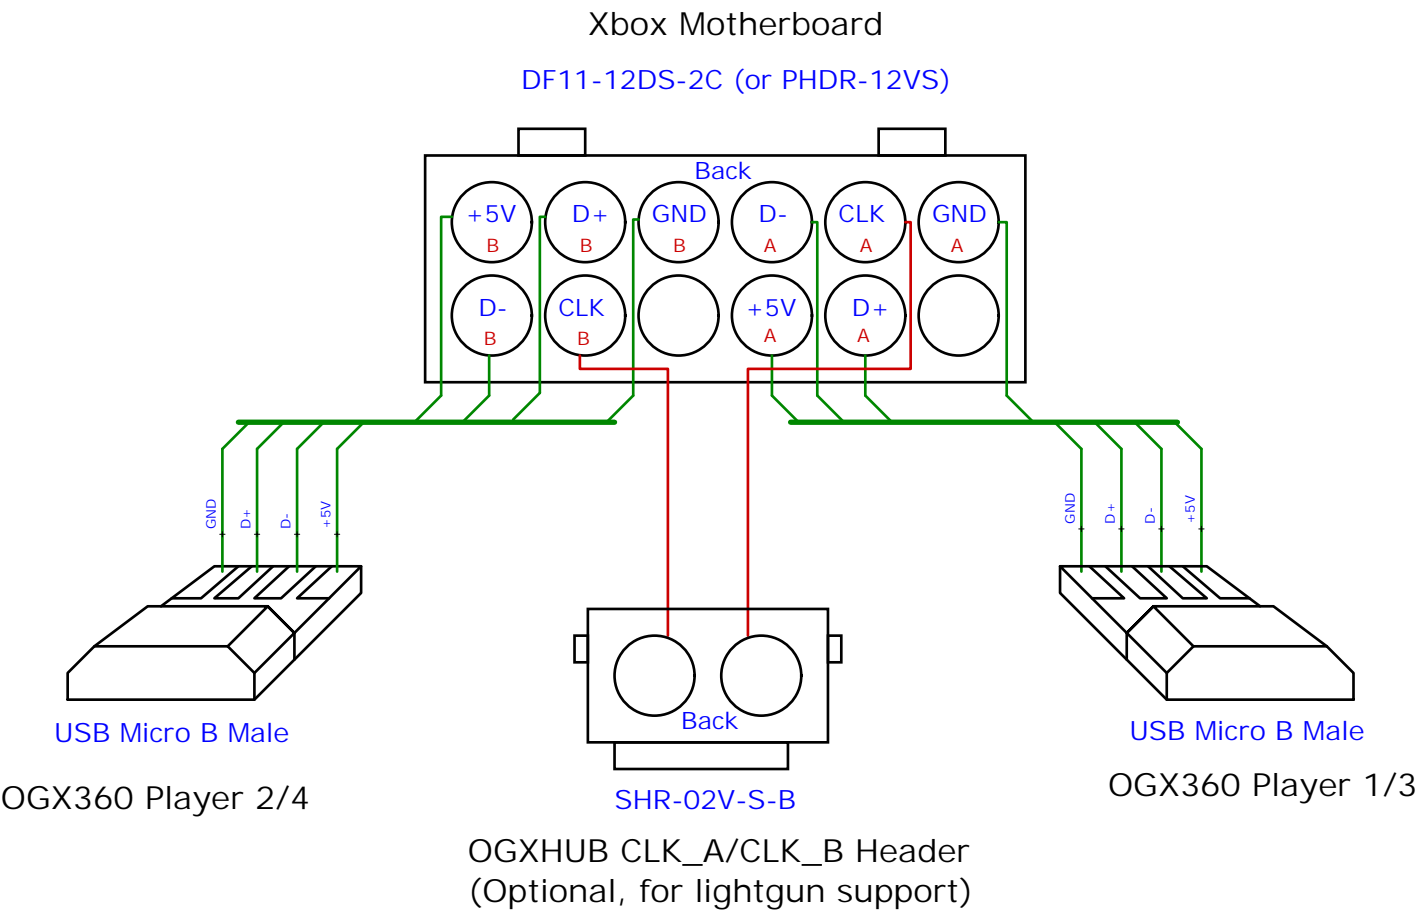 Xbox Motherboard
DF11-12DS-2C (or PHDR-12VS)
Back
+5V D+ GND D- CLK GND
B B B A A A
D- CLK +5V D+
B B A A
GND D+ D- +5V GND D+ D- +5V
Back
USB Micro B Male
USB Micro B Male
OGX360 Player 2/4
SHR-02V-S-B
OGX360 Player 1/3
OGXHUB CLK_A/CLK_B Header
(Optional, for lightgun support)